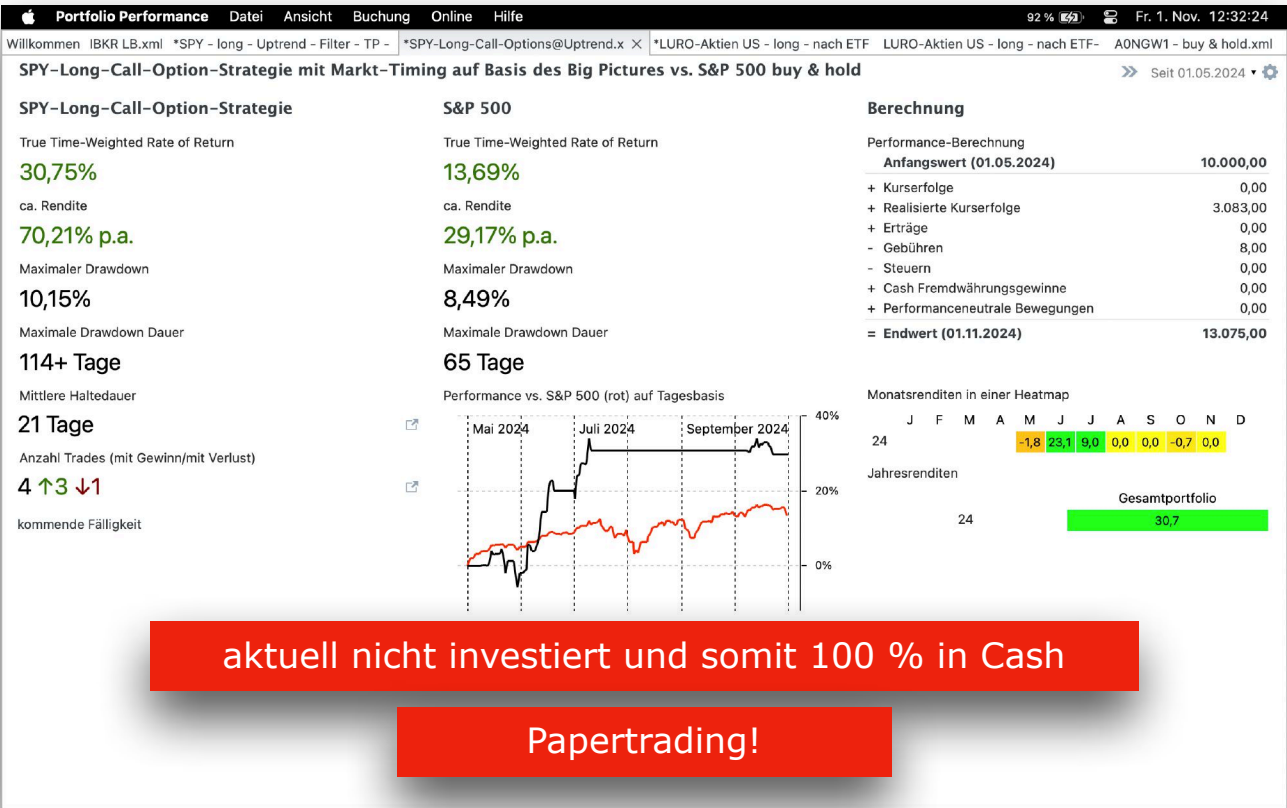 Portfolio Performance Datei Ansicht Buchung Online Hilfe 92 % Fr. 1. Nov. 12:32:24
Willkommen IBKR LB.xml *SPY - long - Uptrend - Filter - TP - *SPY-Long-Call-Options@Uptrend.x *LURO-Aktien US - long - nach ETF LURO-Aktien US - long - nach ETF- A0NGW1 - buy & hold.xml
SPY-Long-Call-Option-Strategie mit Markt-Timing auf Basis des Big Pictures vs. S&P 500 buy & hold
Seit 01.05.2024
SPY-Long-Call-Option-Strategie
True Time-Weighted Rate of Return
30,75%
ca. Rendite
70,21% p.a.
Maximaler Drawdown
10,15%
Maximale Drawdown Dauer
114+ Tage
Mittlere Haltedauer
21 Tage
Anzahl Trades (mit Gewinn/mit Verlust)
4 ↑3 ↓1
kommende Fälligkeit
S&P 500
True Time-Weighted Rate of Return
13,69%
ca. Rendite
29,17% p.a.
Maximaler Drawdown
8,49%
Maximale Drawdown Dauer
65 Tage
Performance vs. S&P 500 (rot) auf Tagesbasis
Mai 2024 Juli 2024 September 2024
40%
20%
0%
Berechnung
Performance-Berechnung
Anfangswert (01.05.2024) 10.000,00
+ Kurserfolge 0,00
+ Realisierte Kurserfolge 3.083,00
+ Erträge 0,00
- Gebühren 8,00
- Steuern 0,00
+ Cash Fremdwährungsgewinne 0,00
+ Performanceneutrale Bewegungen 0,00
= Endwert (01.11.2024) 13.075,00
Monatsrenditen in einer Heatmap
J F M A M J J A S O N D
24 -1,8 23,1 9,0 0,0 0,0 -0,7 0,0
Jahresrenditen
Gesamtportfolio
24 30,7
aktuell nicht investiert und somit 100 % in Cash
Papertrading!